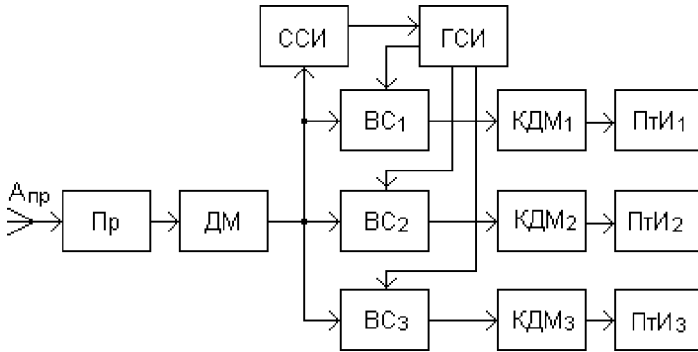 ССИ
ГСИ
ВС1
КДМ1
ПтИ1
Апр
Пр
ДМ
ВС2
КДМ2
ПтИ2
ВС3
КДМ3
ПтИ3